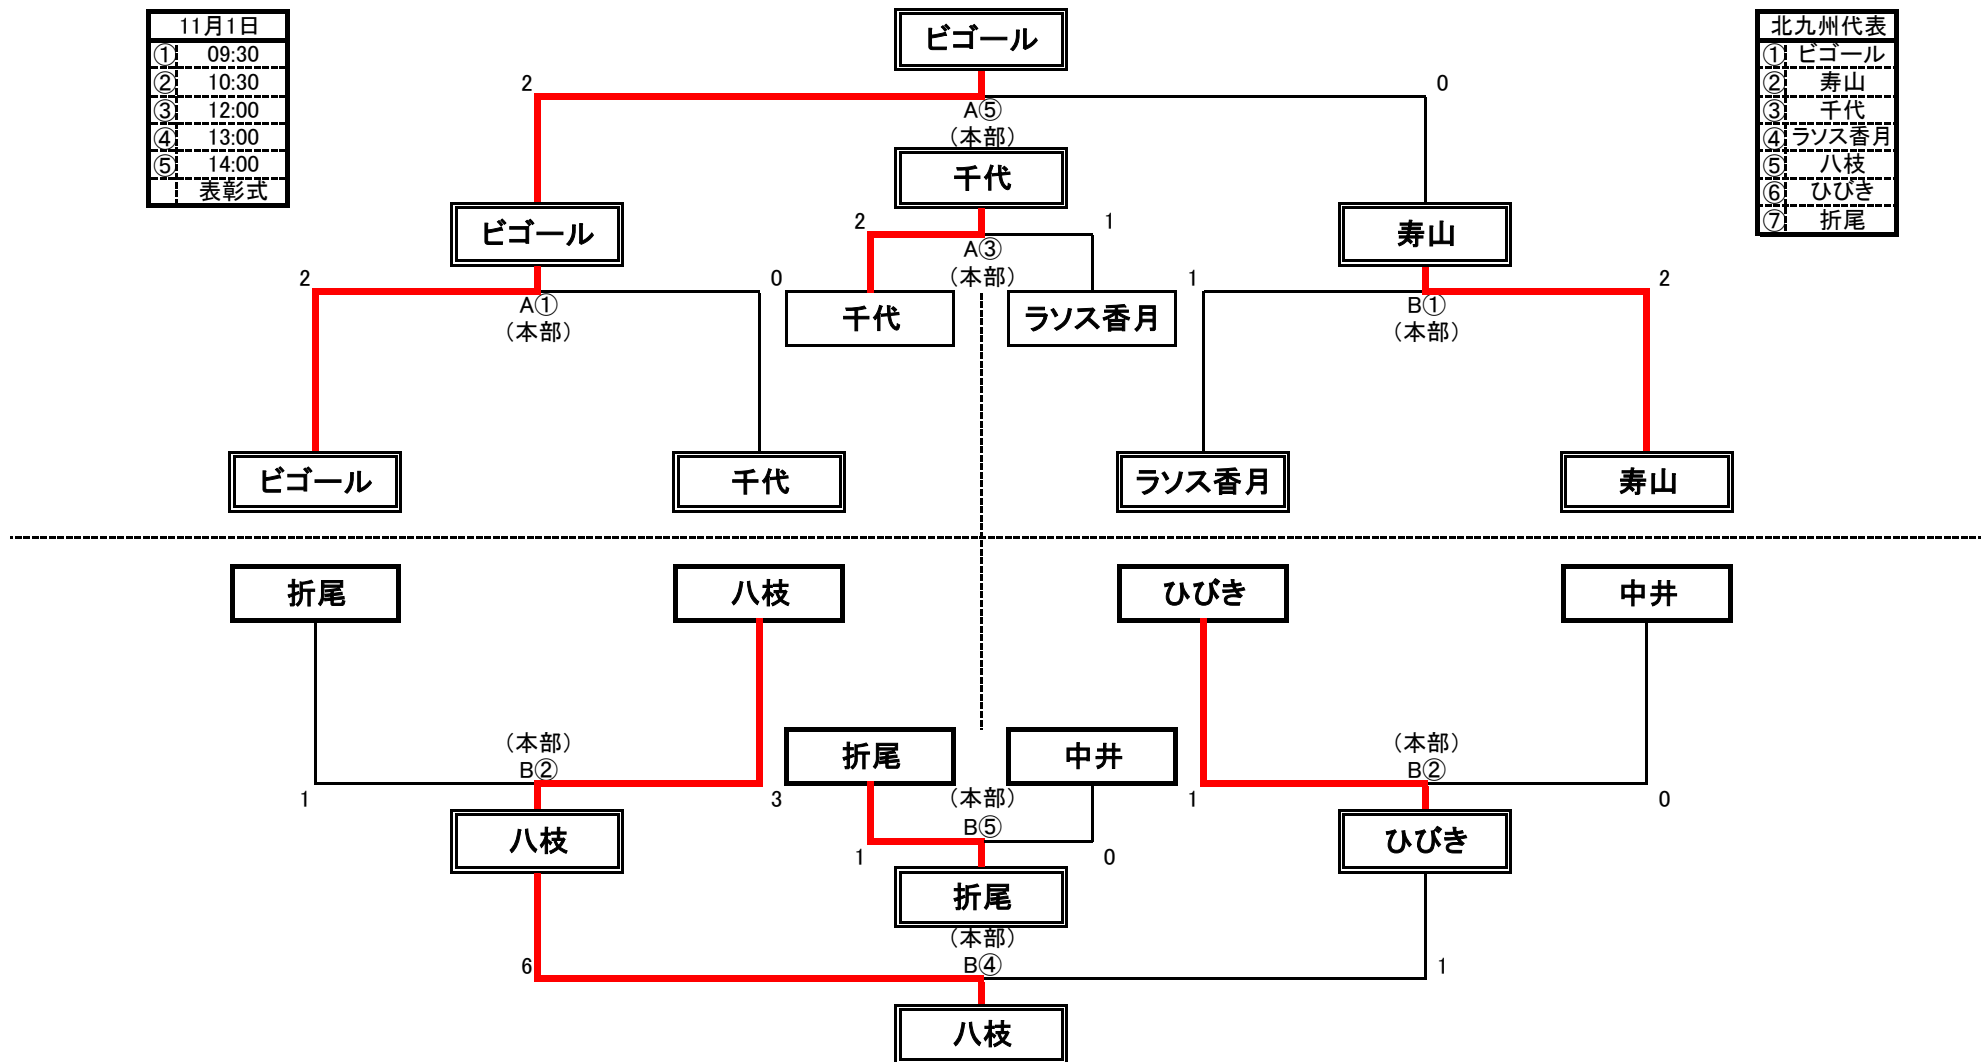 11月1日
① 09:30
② 10:30
③ 12:00
④ 13:00
⑤ 14:00
表彰式
北九州代表
① ビゴール
② 寿山
③ 千代
④ ラソス香月
⑤ 八枝
⑥ ひびき
⑦ 折尾
ビゴール
2 0
A⑤
（本部）
千代
2 1
A③
（本部）
千代 ラソス香月
ビゴール
2 0
A①
（本部）
寿山
1 2
B①
（本部）
ビゴール 千代 ラソス香月 寿山
折尾 八枝 ひびき 中井
（本部）
B②
1 3
八枝
（本部）
B②
1 0
ひびき
折尾 中井
（本部）
B⑤
1 0
折尾
（本部）
6 B④ 1
八枝